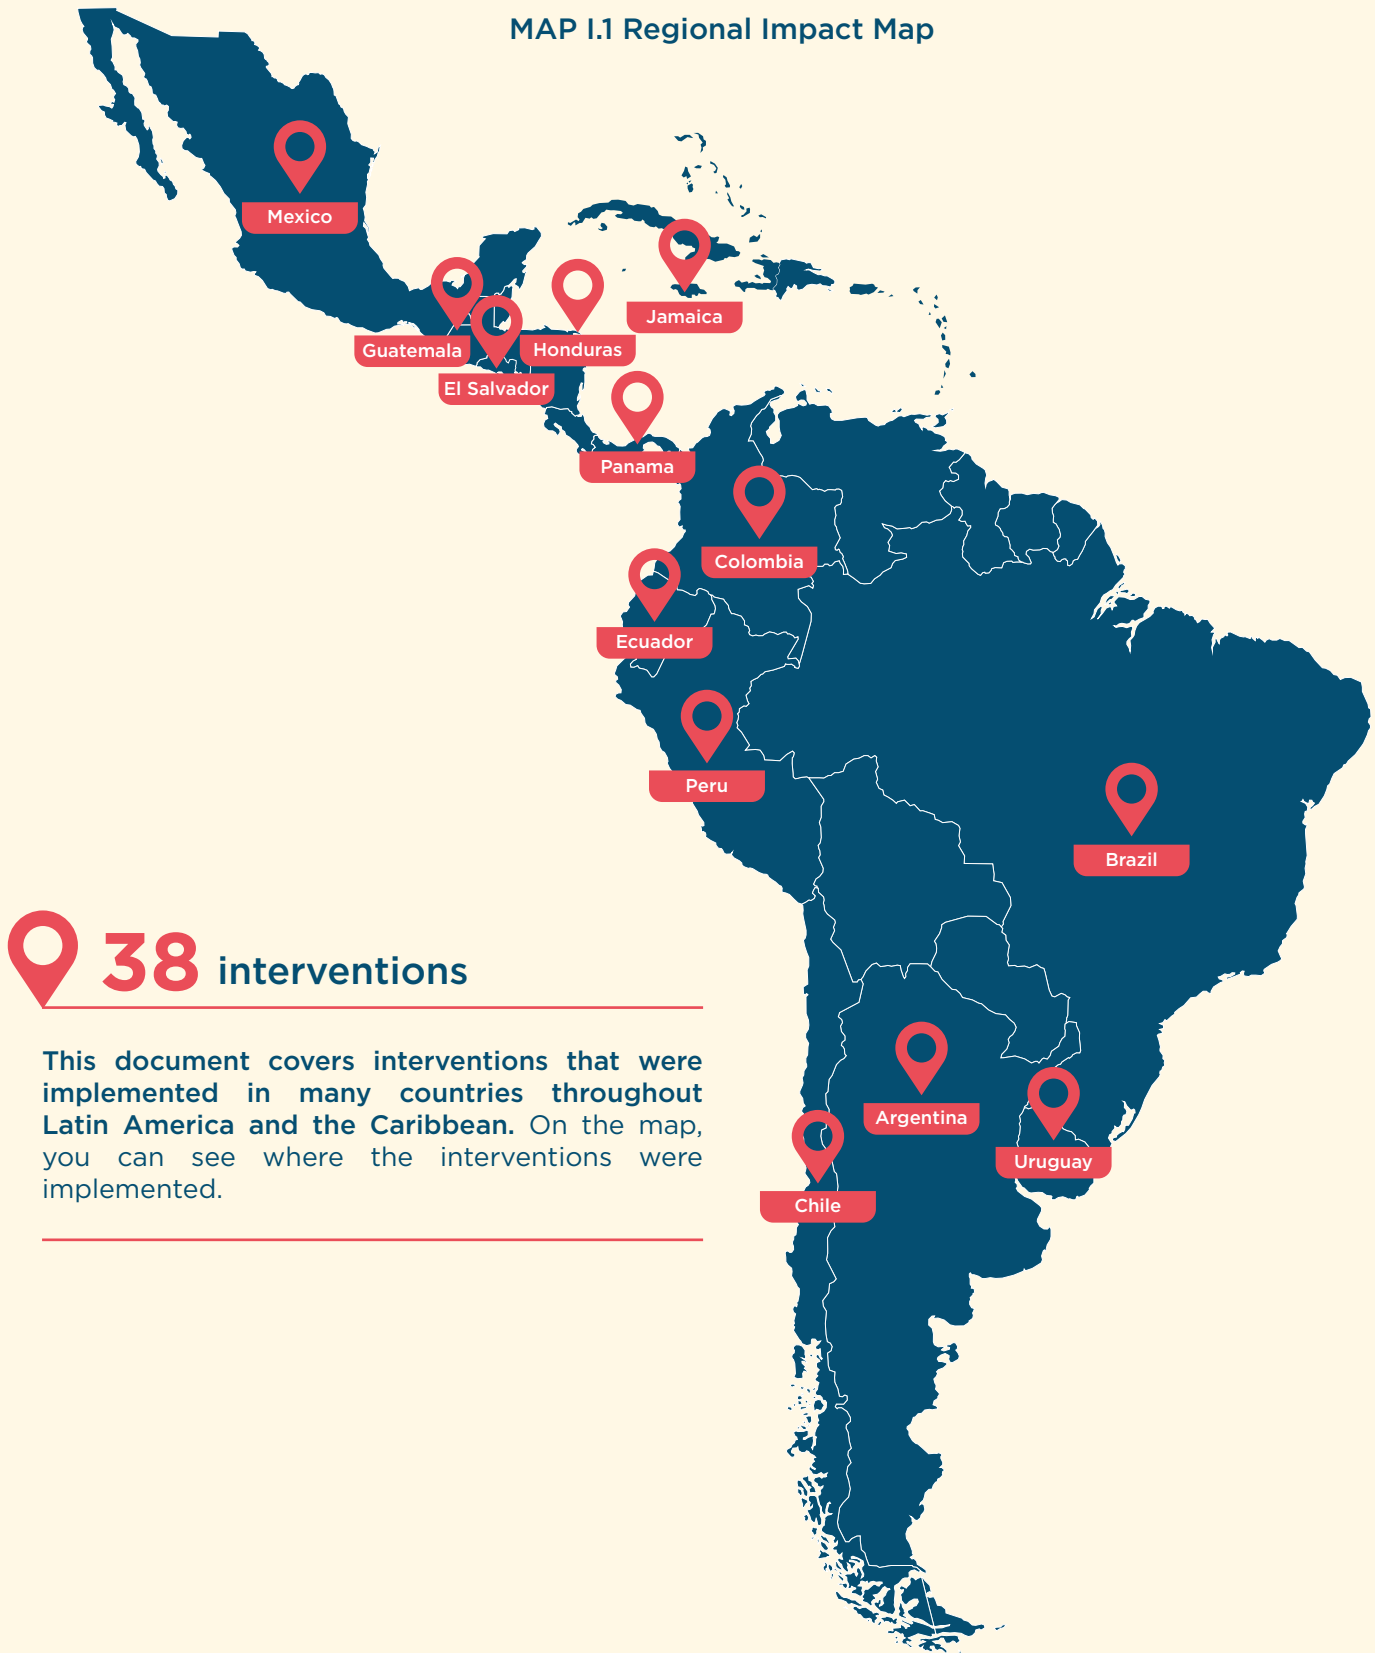 MAP I.1 Regional Impact Map
Mexico
Jamaica
Guatemala
Honduras
El Salvador
Panama
Colombia
Ecuador
Peru
Brazil
38 interventions
This document covers interventions that were
implemented in many countries throughout
Latin America and the Caribbean. On the map,
you can see where the interventions were
implemented.
Argentina
Uruguay
Chile